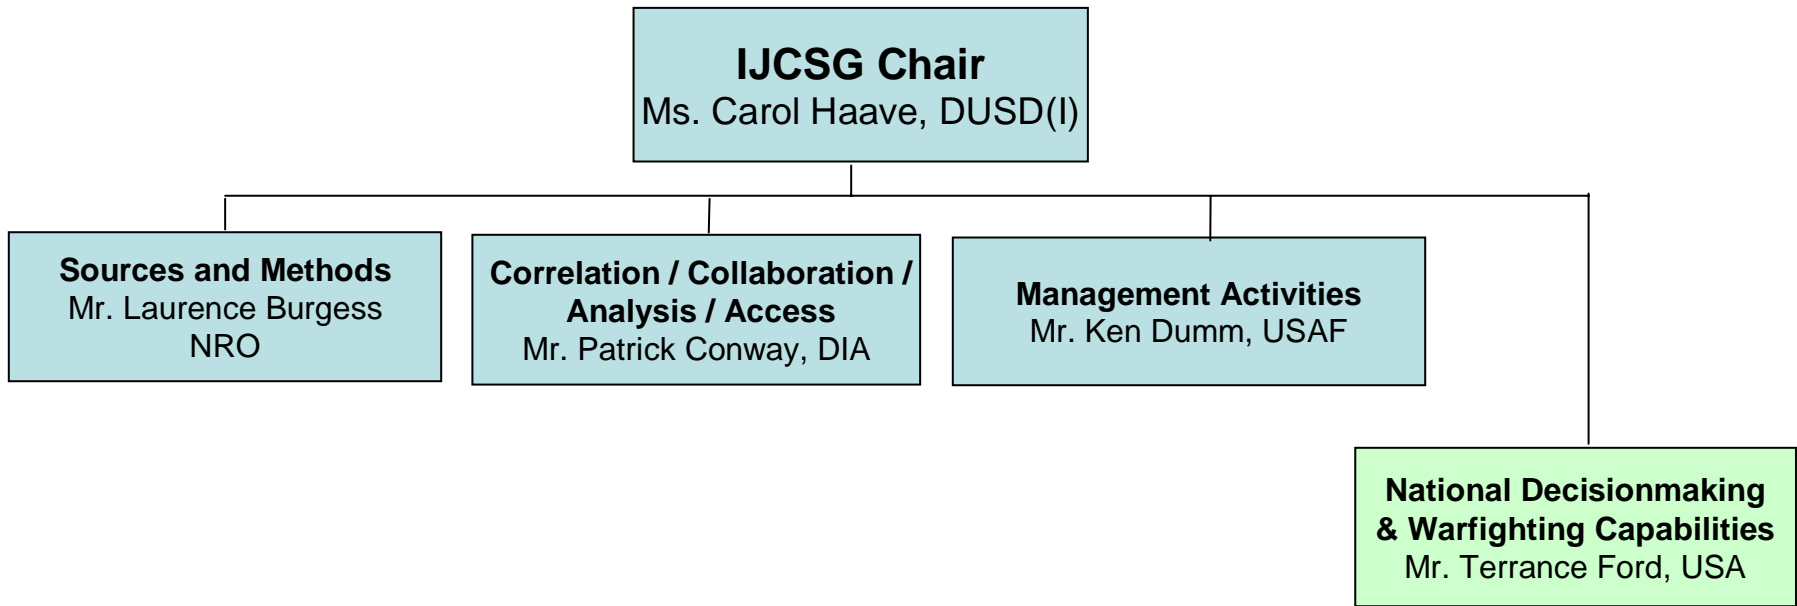 IJCSG Chair
Ms. Carol Haave, DUSD(I)
Sources and Methods
Mr. Laurence Burgess
NRO
Correlation / Collaboration /
Analysis / Access
Mr. Patrick Conway, DIA
Management Activities
Mr. Ken Dumm, USAF
National Decisionmaking
& Warfighting Capabilities
Mr. Terrance Ford, USA